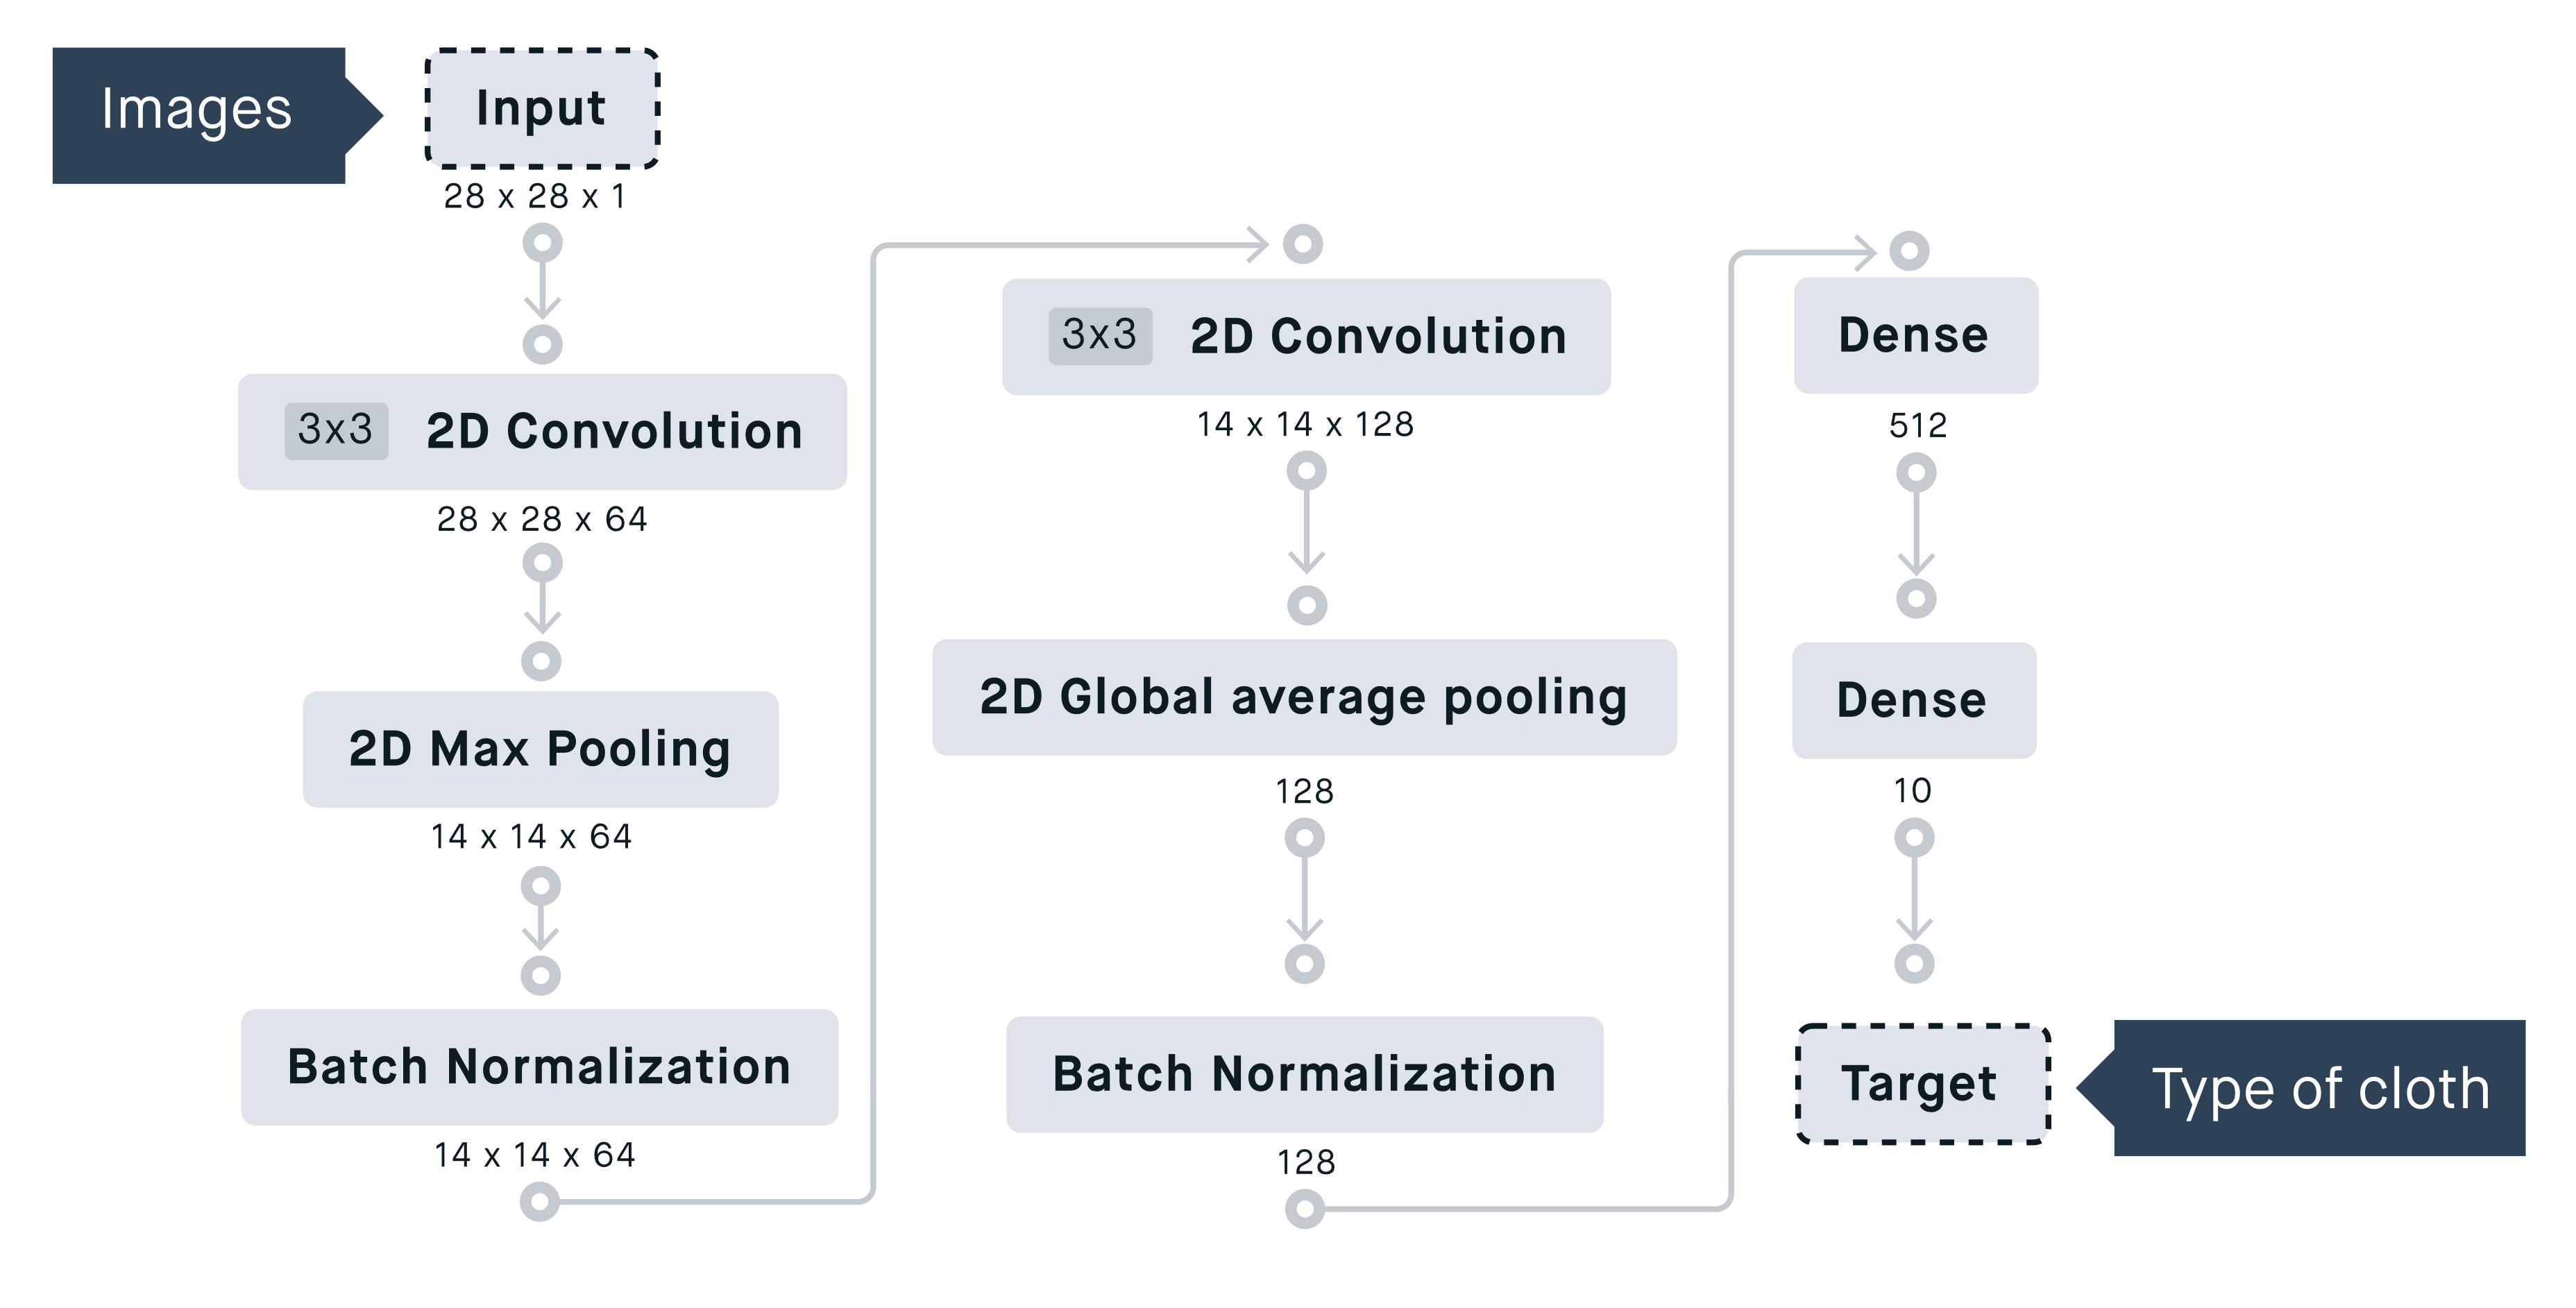 Images
Input
28 x 28 x 1
3x3 2D Convolution
28 x 28 x 64
2D Max Pooling
14 x 14 x 64
Batch Normalization
14 x 14 x 64
3x3 2D Convolution
14 x 14 x 128
2D Global average pooling
128
Batch Normalization
128
Dense
512
Dense
10
Target
Type of cloth